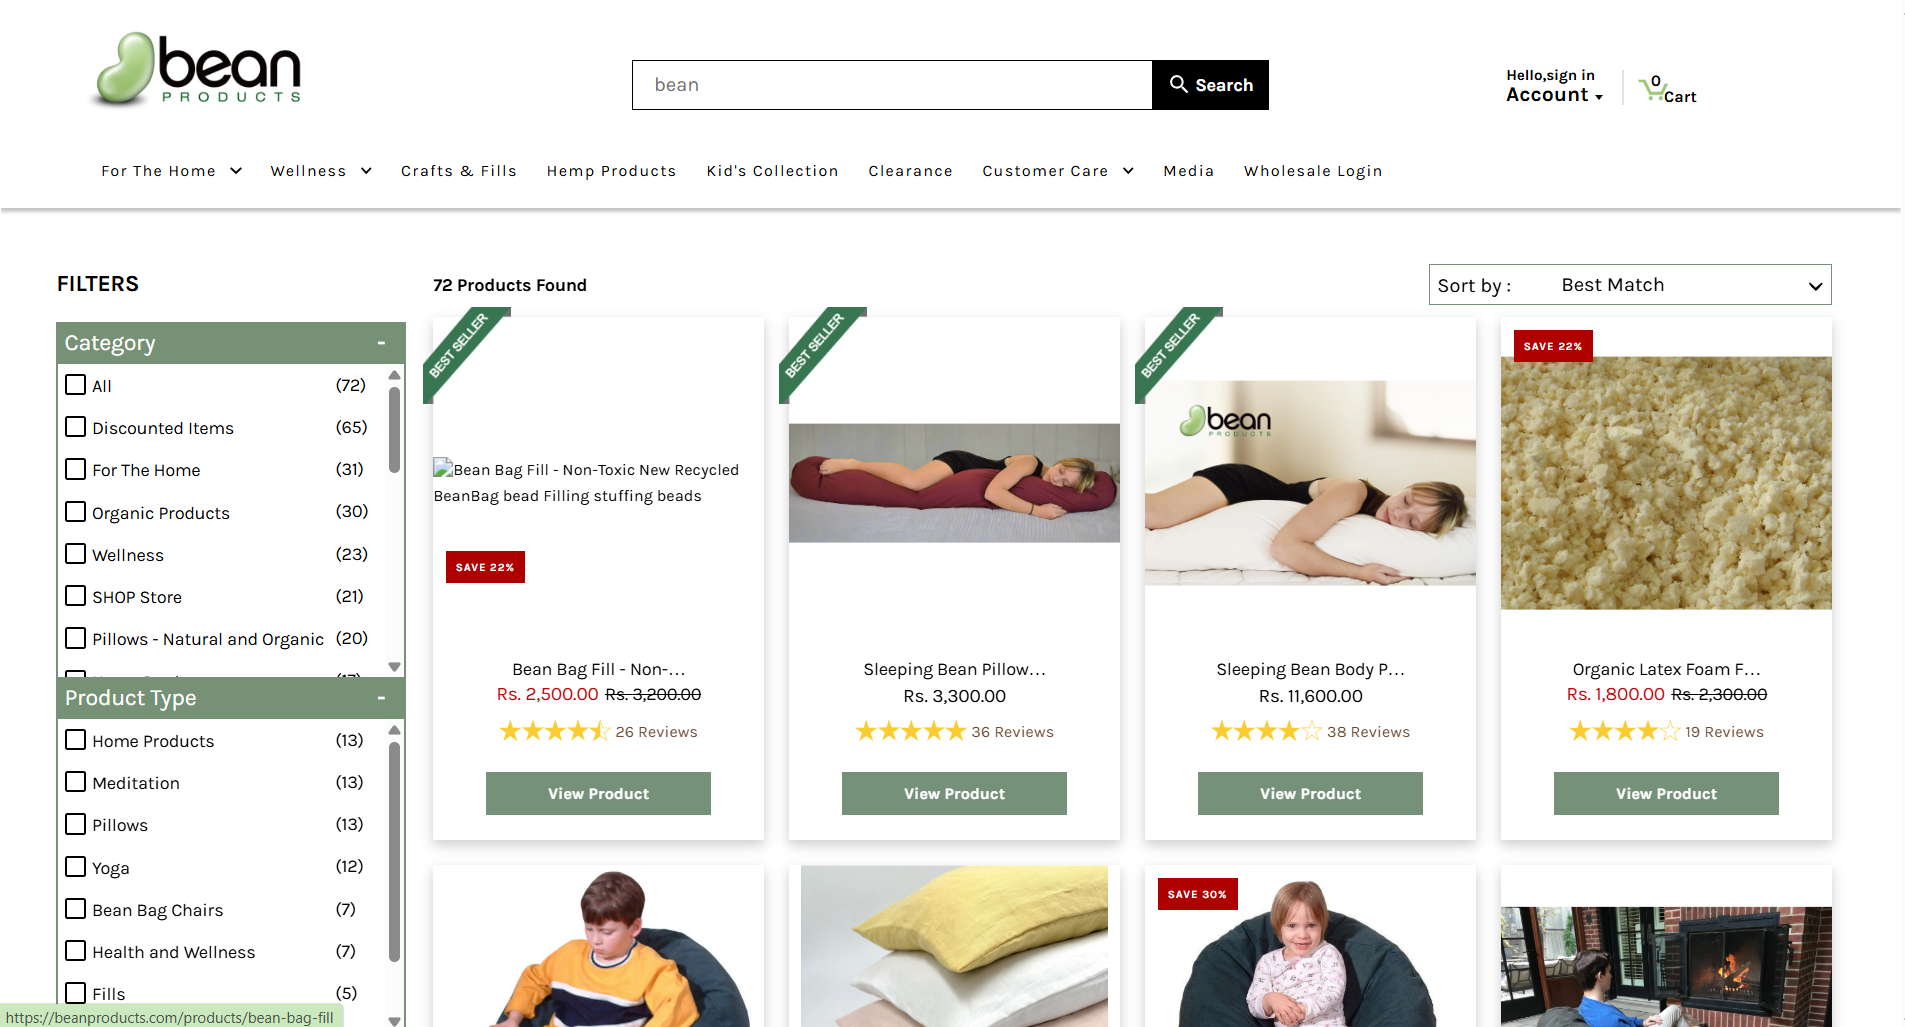 bean
PRODUCTS
bean
Search
Hello,sign in
Account
0
Cart
For The Home
Wellness
Crafts & Fills
Hemp Products
Kid's Collection
Clearance
Customer Care
Media
Wholesale Login
FILTERS
72 Products Found
Sort by :
Best Match
Category -
All (72)
Discounted Items (65)
For The Home (31)
Organic Products (30)
Wellness (23)
SHOP Store (21)
Pillows - Natural and Organic (20)
Product Type -
Home Products (13)
Meditation (13)
Pillows (13)
Yoga (12)
Bean Bag Chairs (7)
Health and Wellness (7)
Fills (5)
BEST SELLER
Bean Bag Fill - Non-Toxic New Recycled
BeanBag bead Filling stuffing beads
SAVE 22%
Bean Bag Fill - Non-...
Rs. 2,500.00 Rs. 3,200.00
26 Reviews
View Product
BEST SELLER
Sleeping Bean Pillow...
Rs. 3,300.00
36 Reviews
View Product
BEST SELLER
bean
PRODUCTS
Sleeping Bean Body P...
Rs. 11,600.00
38 Reviews
View Product
SAVE 22%
Organic Latex Foam F...
Rs. 1,800.00 Rs. 2,300.00
19 Reviews
View Product
SAVE 30%
https://beanproducts.com/products/bean-bag-fill